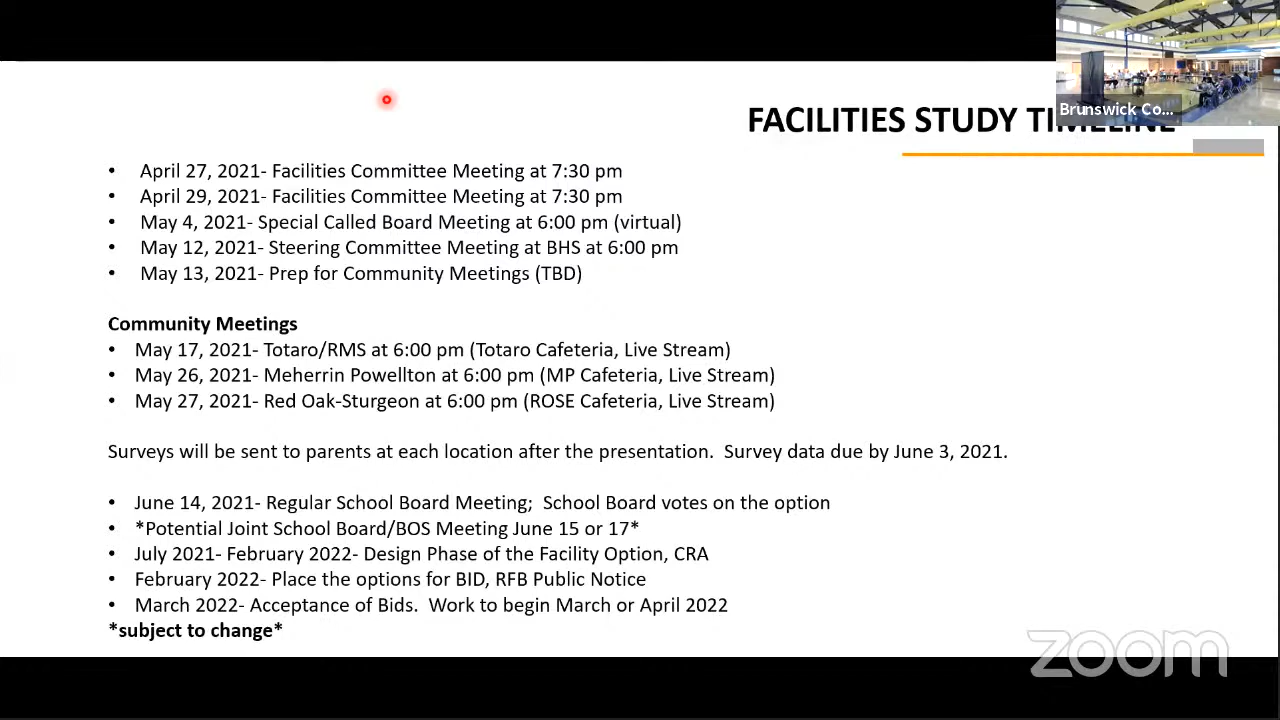 Brunswick Co...
FACILITIES STUDY TIMELINE
• April 27, 2021- Facilities Committee Meeting at 7:30 pm
• April 29, 2021- Facilities Committee Meeting at 7:30 pm
• May 4, 2021- Special Called Board Meeting at 6:00 pm (virtual)
• May 12, 2021- Steering Committee Meeting at BHS at 6:00 pm
• May 13, 2021- Prep for Community Meetings (TBD)
Community Meetings
• May 17, 2021- Totaro/RMS at 6:00 pm (Totaro Cafeteria, Live Stream)
• May 26, 2021- Meherrin Powellton at 6:00 pm (MP Cafeteria, Live Stream)
• May 27, 2021- Red Oak-Sturgeon at 6:00 pm (ROSE Cafeteria, Live Stream)
Surveys will be sent to parents at each location after the presentation.  Survey data due by June 3, 2021.
• June 14, 2021- Regular School Board Meeting;  School Board votes on the option
• *Potential Joint School Board/BOS Meeting June 15 or 17*
• July 2021- February 2022- Design Phase of the Facility Option, CRA
• February 2022- Place the options for BID, RFB Public Notice
• March 2022- Acceptance of Bids.  Work to begin March or April 2022
*subject to change*
zoom